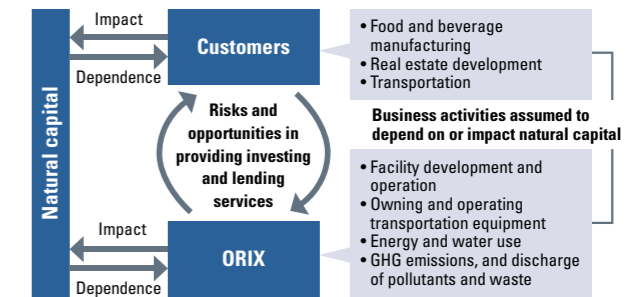 Natural capital
Impact
Dependence
Customers
• Food and beverage
manufacturing
• Real estate development
• Transportation
Risks and
opportunities in
providing investing
and lending
services
Business activities assumed to
depend on or impact natural capital
Impact
Dependence
ORIX
• Facility development and
operation
• Owning and operating
transportation equipment
• Energy and water use
• GHG emissions, and discharge
of pollutants and waste